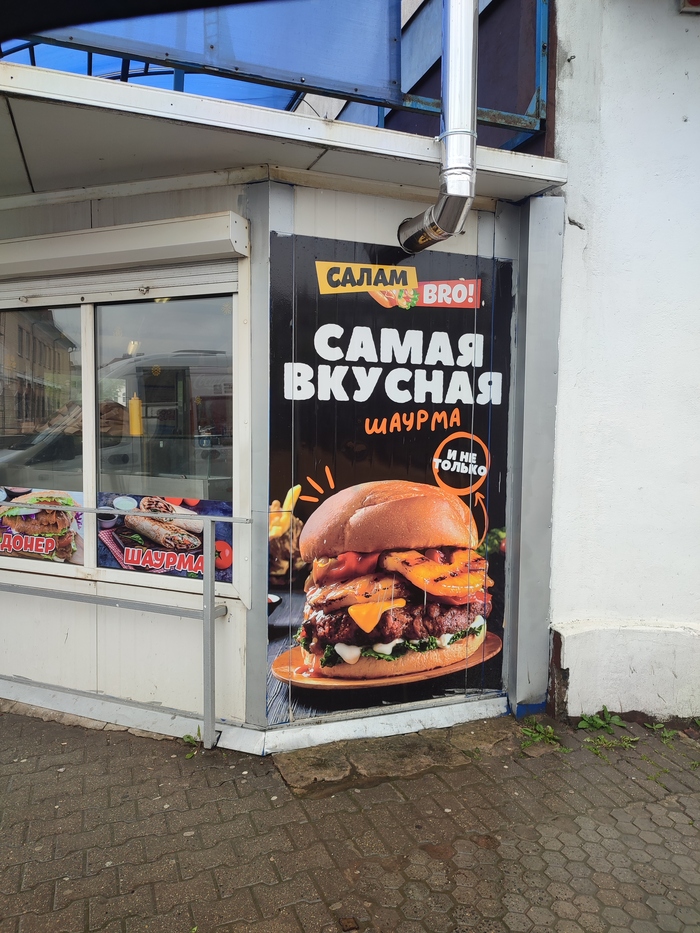 САЛАМ
BRO!
САМАЯ
ВКУСНАЯ
ШАУРМА
И НЕ
ТОЛЬКО
ДОНЕР
ШАУРМА